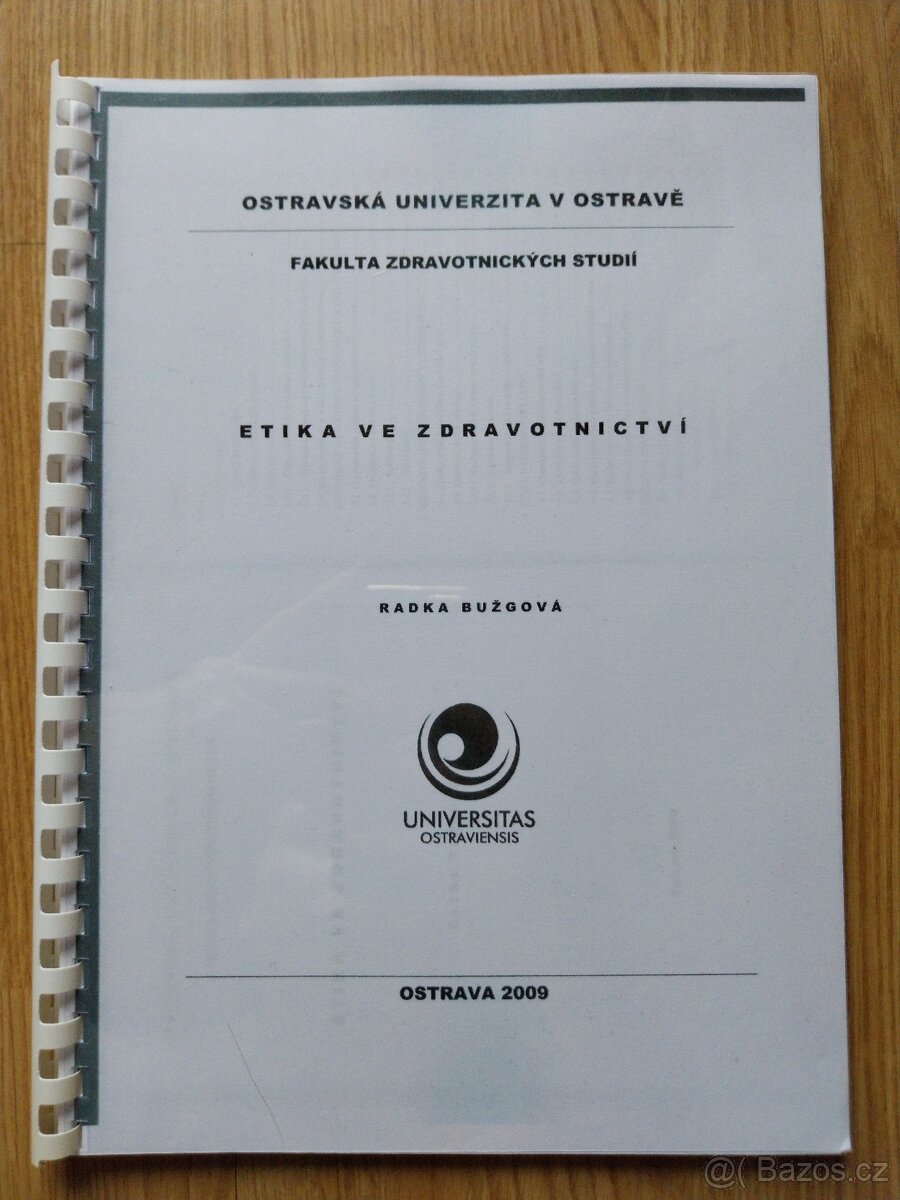 OSTRAVSKÁ UNIVERZITA V OSTRAVĚ
FAKULTA ZDRAVOTNICKÝCH STUDIÍ
ETIKA VE ZDRAVOTNICTVÍ
RADKA BUŽGOVÁ
UNIVERSITAS
OSTRAVIENSIS
OSTRAVA 2009
@( Bazos.cz